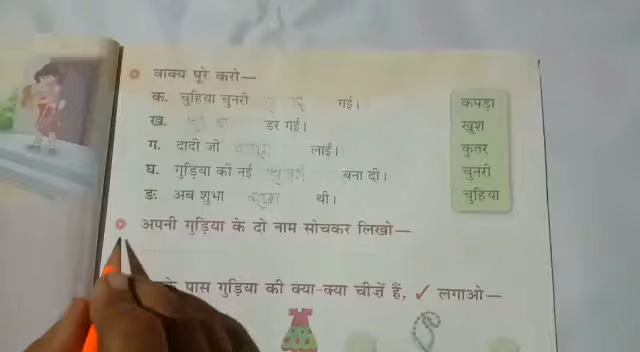 वाक्य पूरे करो—
क. चुहिया चुनरी गई।
ख. डर गई।
ग. दादी जो लाईं।
घ. गुड़िया की नई बना दी।
ङ. अब शुभा थी।
कपड़ा
खुश
कुतर
चुनरी
चुहिया
अपनी गुड़िया के दो नाम सोचकर लिखो—
के पास गुड़िया की क्या-क्या चीज़ें हैं, ✓ लगाओ—